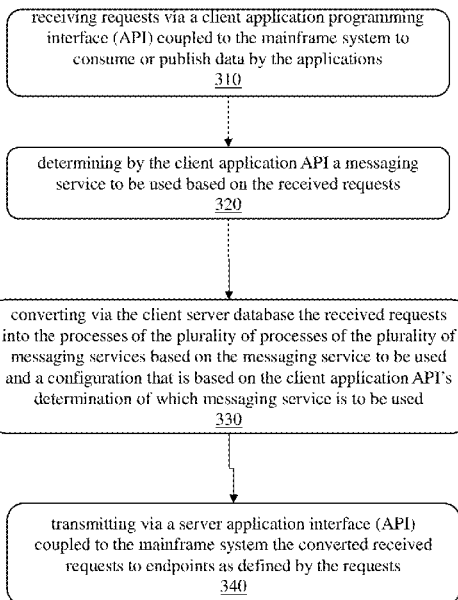 receiving requests via a client application programming
interface (API) coupled to the mainframe system to
consume or publish data by the applications
310
determining by the client application API a messaging
service to be used based on the received requests
320
converting via the client server database the received requests
into the processes of the plurality of processes of the plurality of
messaging services based on the messaging service to be used
and a configuration that is based on the client application API's
determination of which messaging service is to be used
330
transmitting via a server application interface (API)
coupled to the mainframe system the converted received
requests to endpoints as defined by the requests
340